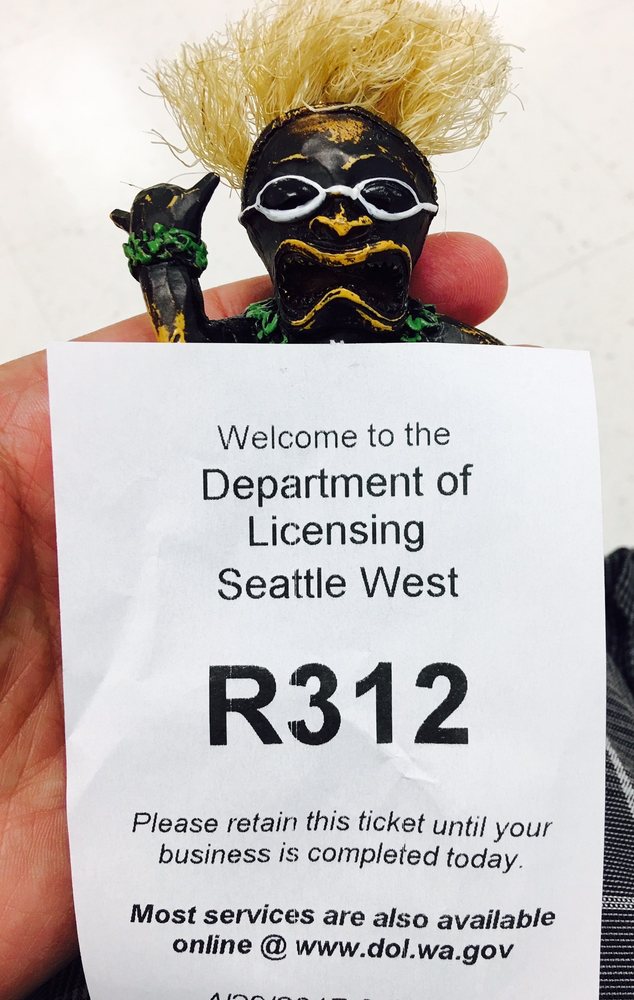 Welcome to the
Department of
Licensing
Seattle West
R312
Please retain this ticket until your
business is completed today.
Most services are also available
online @ www.dol.wa.gov